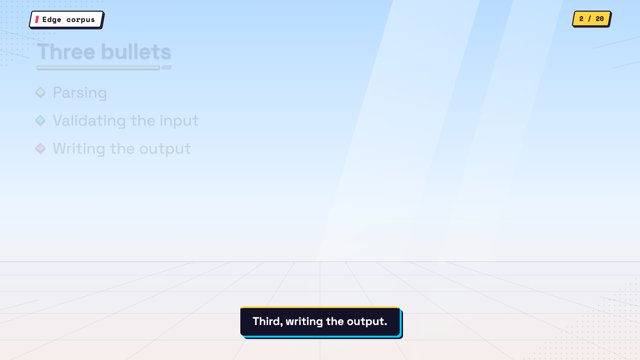 Edge corpus
2 / 20
Three bullets
Parsing
Validating the input
Writing the output
Third, writing the output.